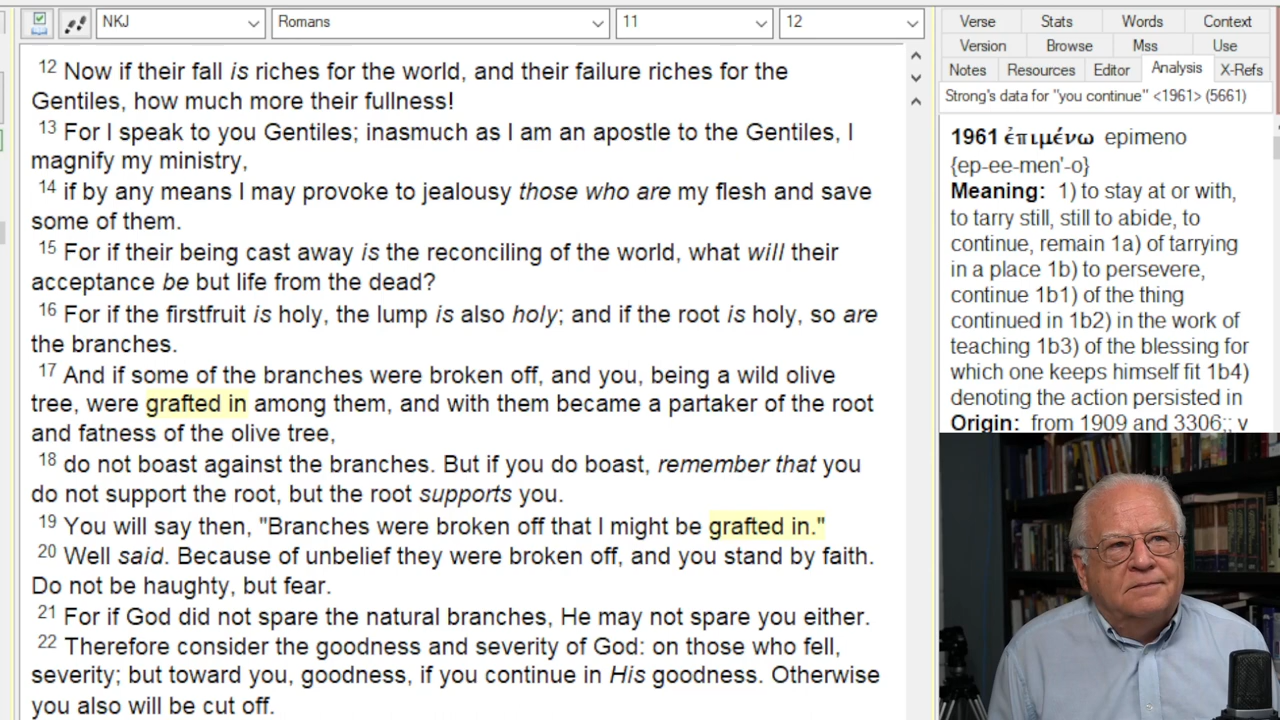 NKJ Romans 11 12
12 Now if their fall is riches for the world, and their failure riches for the
Gentiles, how much more their fullness!
13 For I speak to you Gentiles; inasmuch as I am an apostle to the Gentiles, I
magnify my ministry,
14 if by any means I may provoke to jealousy those who are my flesh and save
some of them.
15 For if their being cast away is the reconciling of the world, what will their
acceptance be but life from the dead?
16 For if the firstfruit is holy, the lump is also holy; and if the root is holy, so are
the branches.
17 And if some of the branches were broken off, and you, being a wild olive
tree, were grafted in among them, and with them became a partaker of the root
and fatness of the olive tree,
18 do not boast against the branches. But if you do boast, remember that you
do not support the root, but the root supports you.
19 You will say then, "Branches were broken off that I might be grafted in."
20 Well said. Because of unbelief they were broken off, and you stand by faith.
Do not be haughty, but fear.
21 For if God did not spare the natural branches, He may not spare you either.
22 Therefore consider the goodness and severity of God: on those who fell,
severity; but toward you, goodness, if you continue in His goodness. Otherwise
you also will be cut off.
Verse Stats Words Context
Version Browse Mss Use
Notes Resources Editor Analysis X-Refs
Strong's data for "you continue" <1961> (5661)
1961 ἐπιμένω epimeno
{ep-ee-men'-o}
Meaning: 1) to stay at or with,
to tarry still, still to abide, to
continue, remain 1a) of tarrying
in a place 1b) to persevere,
continue 1b1) of the thing
continued in 1b2) in the work of
teaching 1b3) of the blessing for
which one keeps himself fit 1b4)
denoting the action persisted in
Origin: from 1909 and 3306;; v